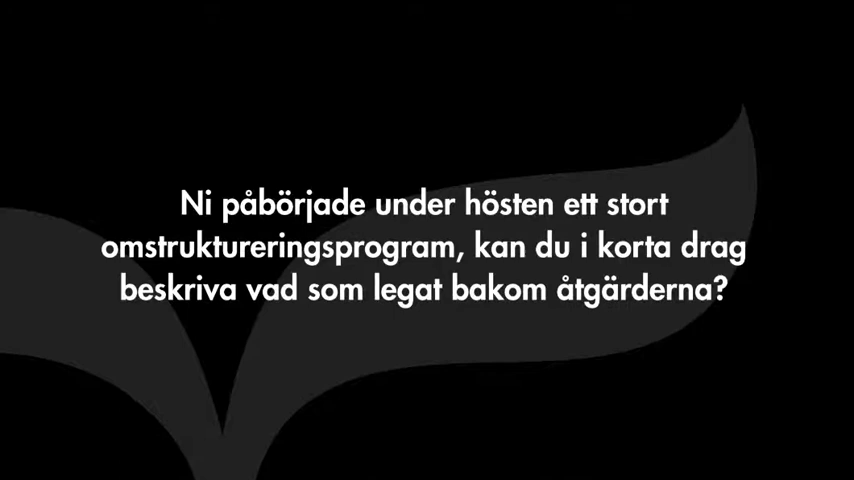 Ni påbörjade under hösten ett stort
omstruktureringsprogram, kan du i korta drag
beskriva vad som legat bakom åtgärderna?